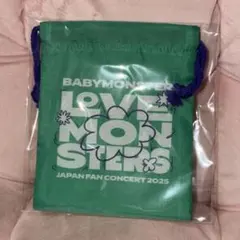 BABYMONSTER
LOVE
MON
STERS
JAPAN FAN CONCERT 2025